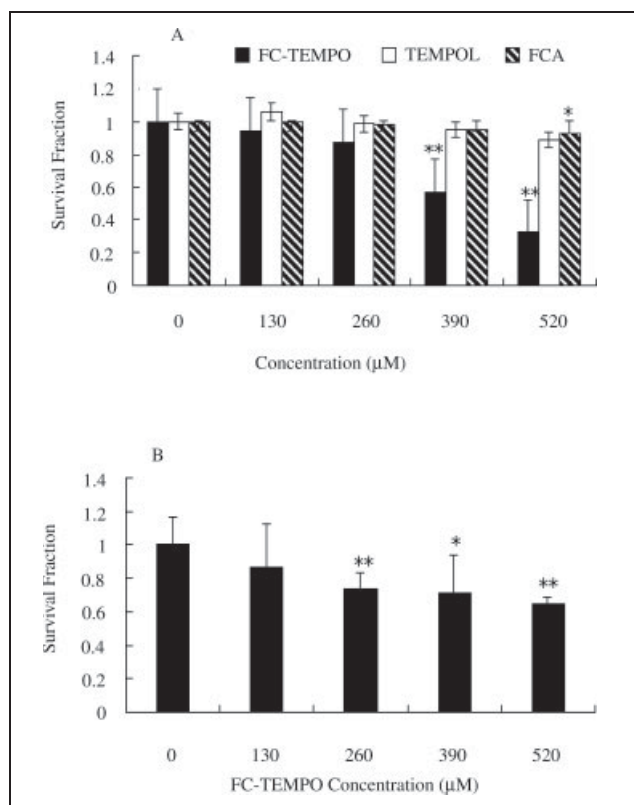 A
FC-TEMPO TEMPOL FCA
1.4
1.2
1
0.8
0.6
0.4
0.2
0
Survival Fraction
**
**
*
0 130 260 390 520
Concentration (μM)
B
1.4
1.2
1
0.8
0.6
0.4
0.2
0
Survival Fraction
**
*
**
0 130 260 390 520
FC-TEMPO Concentration (μM)